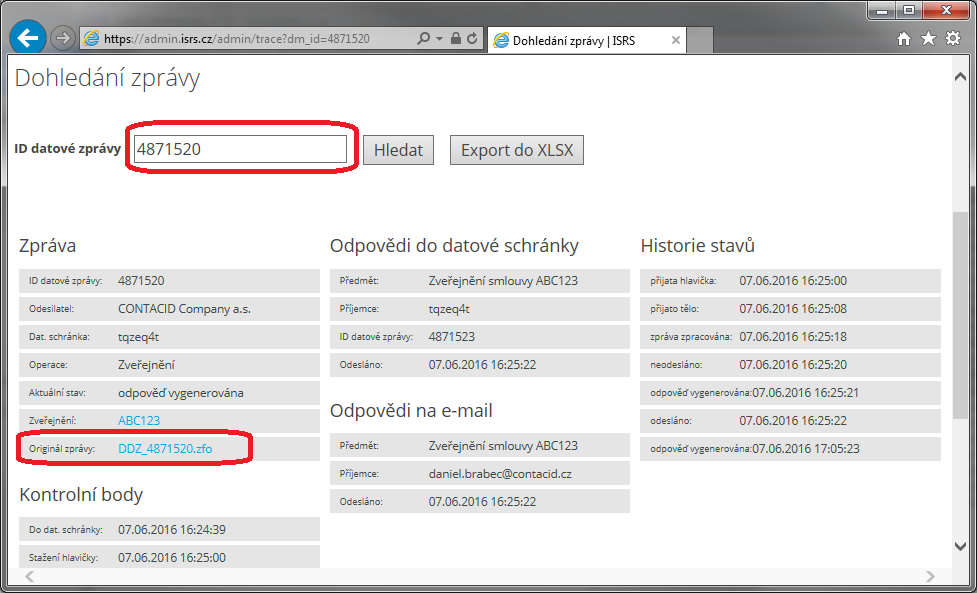 https://admin.isrs.cz/admin/trace?dm_id=4871520
Dohledání zprávy | ISRS
Dohledání zprávy
ID datové zprávy
4871520
Hledat
Export do XLSX
Zpráva
ID datové zprávy: 4871520
Odesilatel: CONTACID Company a.s.
Dat. schránka: tqzeq4t
Operace: Zveřejnění
Aktuální stav: odpověď vygenerována
Zveřejnění: ABC123
Originál zprávy: DDZ_4871520.zfo
Kontrolní body
Do dat. schránky: 07.06.2016 16:24:39
Stažení hlavičky: 07.06.2016 16:25:00
Odpovědi do datové schránky
Předmět: Zveřejnění smlouvy ABC123
Příjemce: tqzeq4t
ID datové zprávy: 4871523
Odesláno: 07.06.2016 16:25:22
Odpovědi na e-mail
Předmět: Zveřejnění smlouvy ABC123
Příjemce: daniel.brabec@contacid.cz
Odesláno: 07.06.2016 16:25:22
Historie stavů
přijata hlavička: 07.06.2016 16:25:00
přijato tělo: 07.06.2016 16:25:08
zpráva zpracována: 07.06.2016 16:25:18
neodesláno: 07.06.2016 16:25:20
odpověď vygenerována:07.06.2016 16:25:21
odesláno: 07.06.2016 16:25:22
odpověď vygenerována:07.06.2016 17:05:23